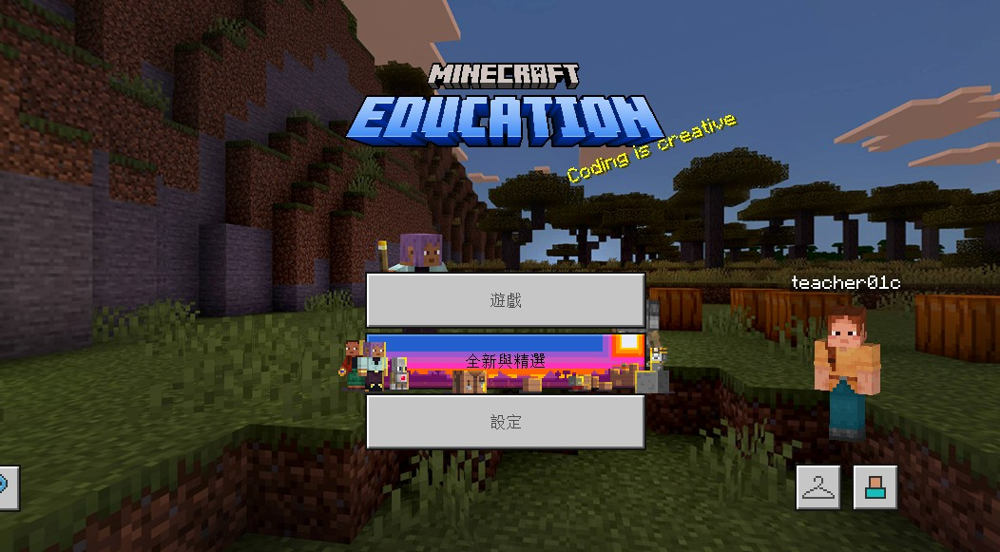 MINECRAFT
EDUCATION
Coding is creative
teacher01c
遊戲
全新與精選
設定